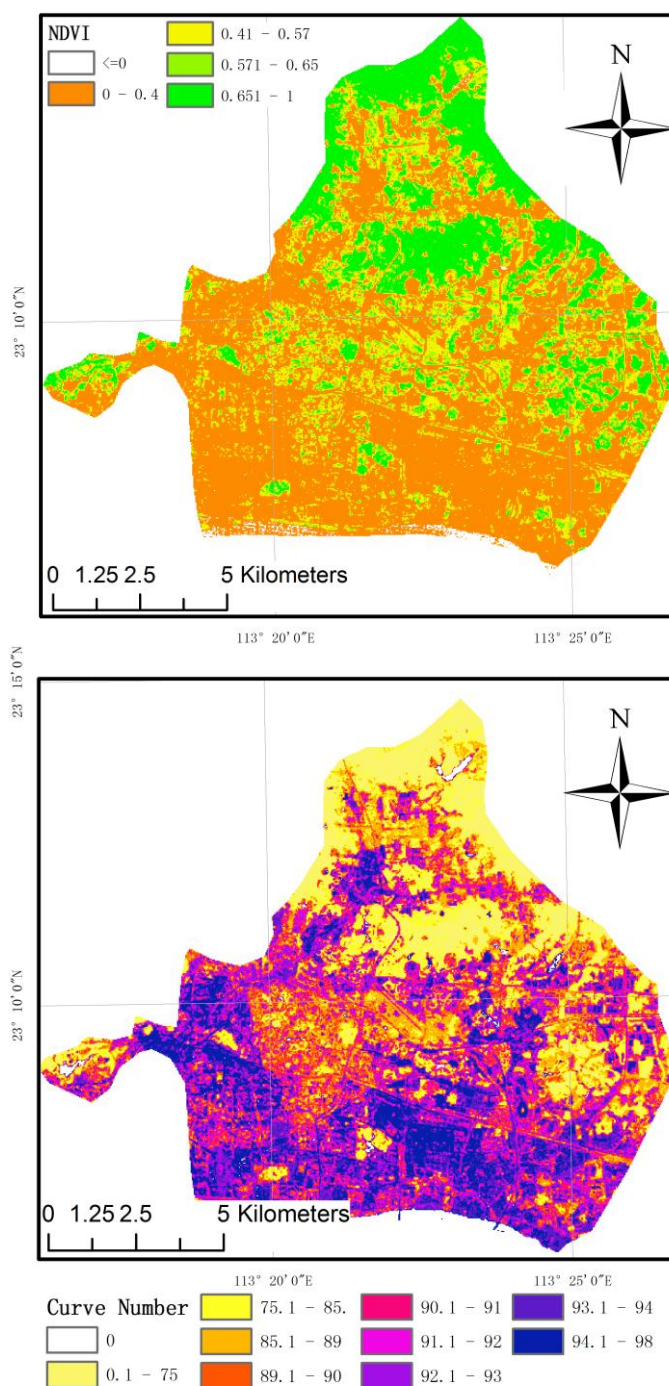 NDVI
<=0
0 - 0.4
0.41 - 0.57
0.571 - 0.65
0.651 - 1
N
23° 10′0″N
0 1.25 2.5 5 Kilometers
113° 20′0″E 113° 25′0″E
23° 15′0″N
N
23° 10′0″N
0 1.25 2.5 5 Kilometers
113° 20′0″E 113° 25′0″E
Curve Number
0
0.1 - 75
75.1 - 85.
85.1 - 89
89.1 - 90
90.1 - 91
91.1 - 92
92.1 - 93
93.1 - 94
94.1 - 98